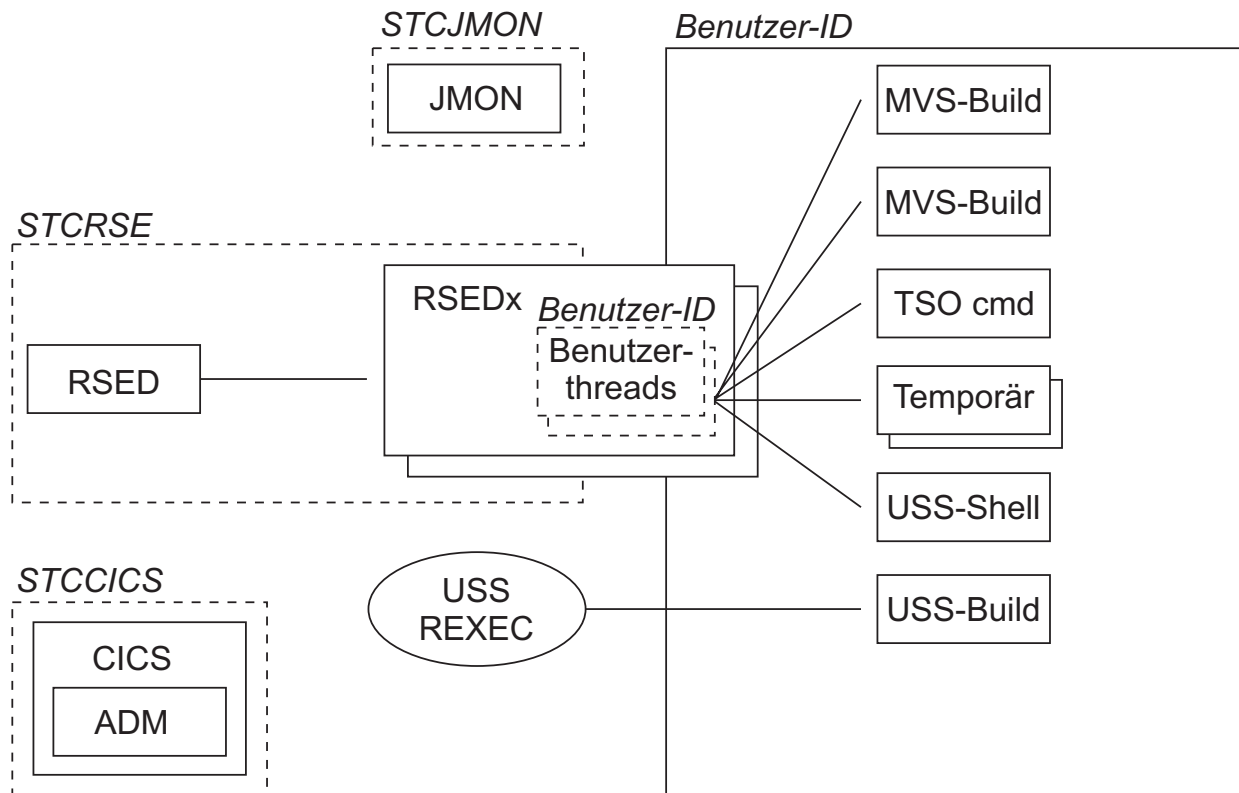 STCJMON
Benutzer-ID
JMON
MVS-Build
MVS-Build
STCRSE
RSEDx
Benutzer-ID
Benutzer-
threads
TSO cmd
RSED
Temporär
USS-Shell
STCCICS
USS
REXEC
USS-Build
CICS
ADM